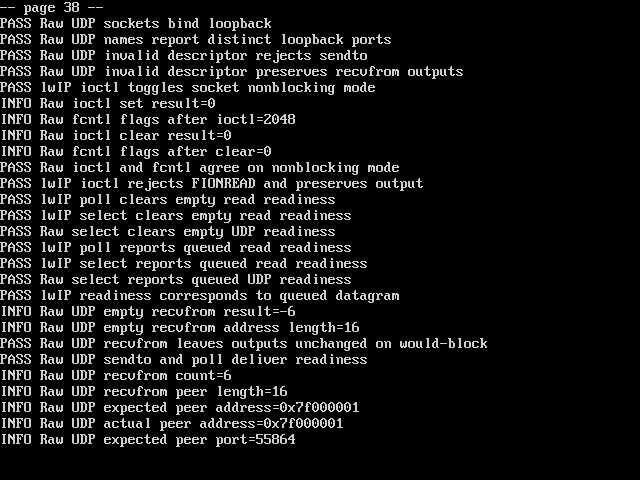 -- page 38 --
PASS Raw UDP sockets bind loopback
PASS Raw UDP names report distinct loopback ports
PASS Raw UDP invalid descriptor rejects sendto
PASS Raw UDP invalid descriptor preserves recvfrom outputs
PASS lwIP ioctl toggles socket nonblocking mode
INFO Raw ioctl set result=0
INFO Raw fcntl flags after ioctl=2048
INFO Raw ioctl clear result=0
INFO Raw fcntl flags after clear=0
PASS Raw ioctl and fcntl agree on nonblocking mode
PASS lwIP ioctl rejects FIONREAD and preserves output
PASS lwIP poll clears empty read readiness
PASS lwIP select clears empty read readiness
PASS Raw select clears empty UDP readiness
PASS lwIP poll reports queued read readiness
PASS lwIP select reports queued read readiness
PASS Raw select reports queued UDP readiness
PASS lwIP readiness corresponds to queued datagram
INFO Raw UDP empty recvfrom result=-6
INFO Raw UDP empty recvfrom address length=16
PASS Raw UDP recvfrom leaves outputs unchanged on would-block
PASS Raw UDP sendto and poll deliver readiness
INFO Raw UDP recvfrom count=6
INFO Raw UDP recvfrom peer length=16
INFO Raw UDP expected peer address=0x7f000001
INFO Raw UDP actual peer address=0x7f000001
INFO Raw UDP expected peer port=55864